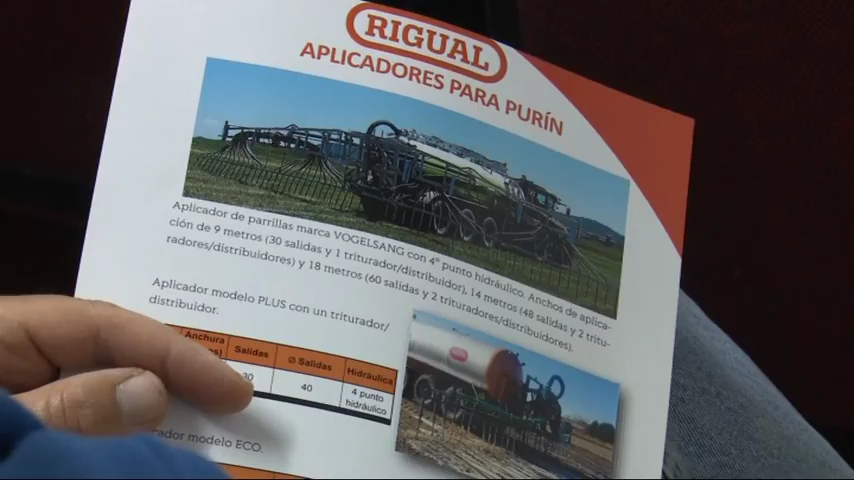 RIGUAL
APLICADORES PARA PURÍN
Aplicador de parrillas marca VOGELSANG con 4º punto hidráulico. Anchos de aplica-
ción de 9 metros (30 salidas y 1 triturador/distribuidor), 14 metros (48 salidas y 2 tritu-
radores/distribuidores) y 18 metros (60 salidas y 2 trituradores/distribuidores).
Aplicador modelo PLUS con un triturador/
distribuidor.
Anchura Salidas Ø Salidas Hidráulica
30 40 4 punto
hidráulico
modelo ECO.